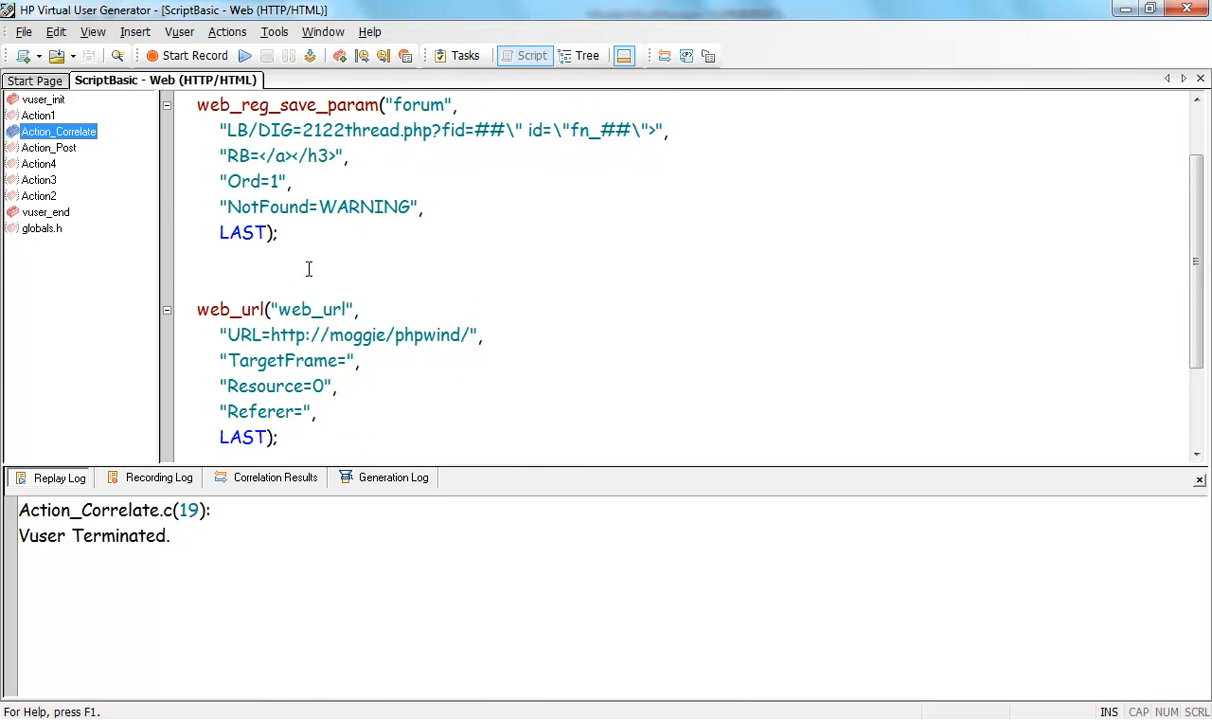 HP Virtual User Generator - [ScriptBasic - Web (HTTP/HTML)]
File Edit View Insert Vuser Actions Tools Window Help
Start Record Tasks Script Tree
Start Page ScriptBasic - Web (HTTP/HTML)
vuser_init
Action1
Action_Correlate
Action_Post
Action4
Action3
Action2
vuser_end
globals.h
web_reg_save_param("forum",
"LB/DIG=2122thread.php?fid=##\" id=\"fn_##\">",
"RB=</a></h3>",
"Ord=1",
"NotFound=WARNING",
LAST);
web_url("web_url",
"URL=http://moggie/phpwind/",
"TargetFrame=",
"Resource=0",
"Referer=",
LAST);
Replay Log Recording Log Correlation Results Generation Log
Action_Correlate.c(19):
Vuser Terminated.
For Help, press F1.
INS CAP NUM SCRL